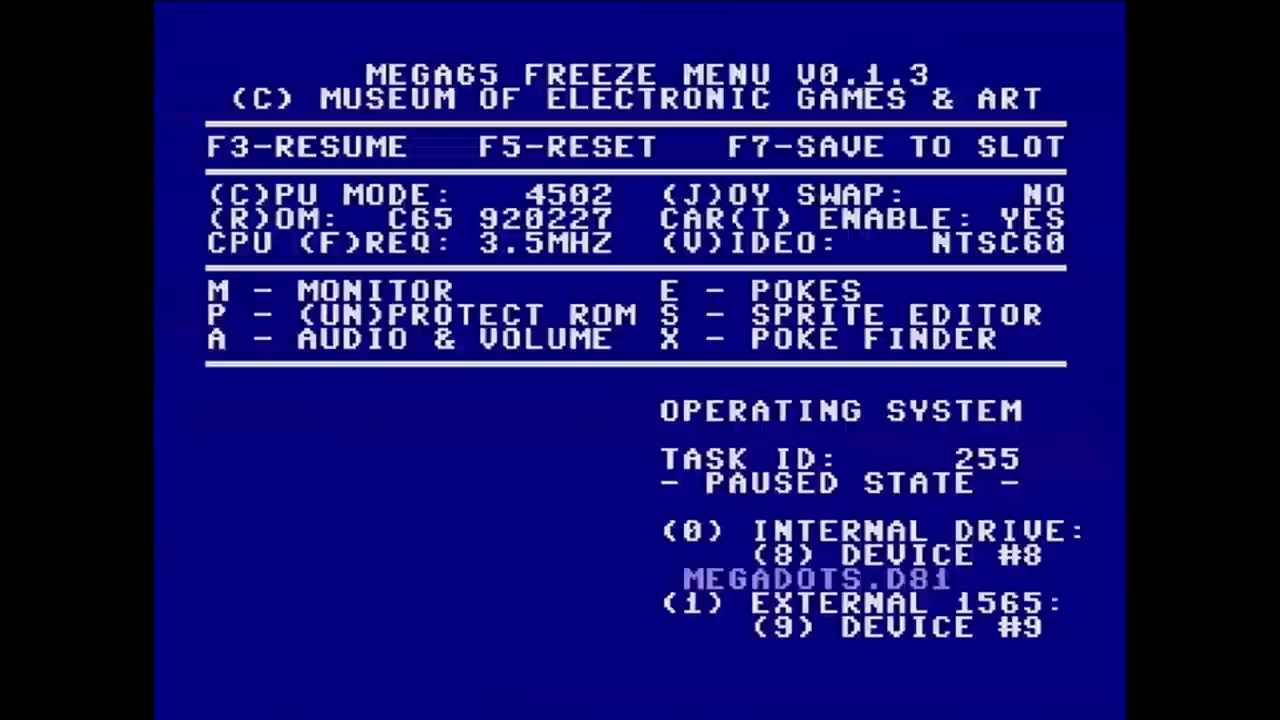 MEGA65 FREEZE MENU V0.1.3
(C) MUSEUM OF ELECTRONIC GAMES & ART
F3-RESUME F5-RESET F7-SAVE TO SLOT
(C)PU MODE: 4502 (J)OY SWAP: NO
(R)OM: C65 920227 CAR(T) ENABLE: YES
CPU (F)REQ: 3.5MHZ (V)IDEO: NTSC60
M - MONITOR E - POKES
P - (UN)PROTECT ROM S - SPRITE EDITOR
A - AUDIO & VOLUME X - POKE FINDER
OPERATING SYSTEM
TASK ID: 255
- PAUSED STATE -
(0) INTERNAL DRIVE:
(8) DEVICE #8
MEGADOTS.D81
(1) EXTERNAL 1565:
(9) DEVICE #9